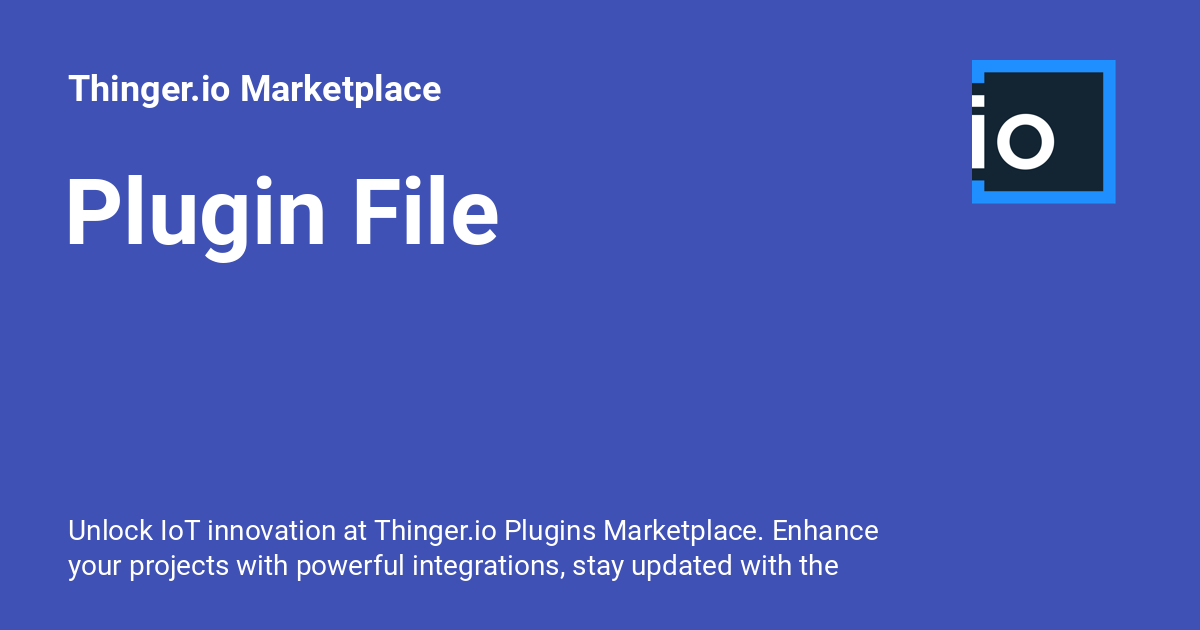 Thinger.io Marketplace
io
Plugin File
Unlock IoT innovation at Thinger.io Plugins Marketplace. Enhance
your projects with powerful integrations, stay updated with the